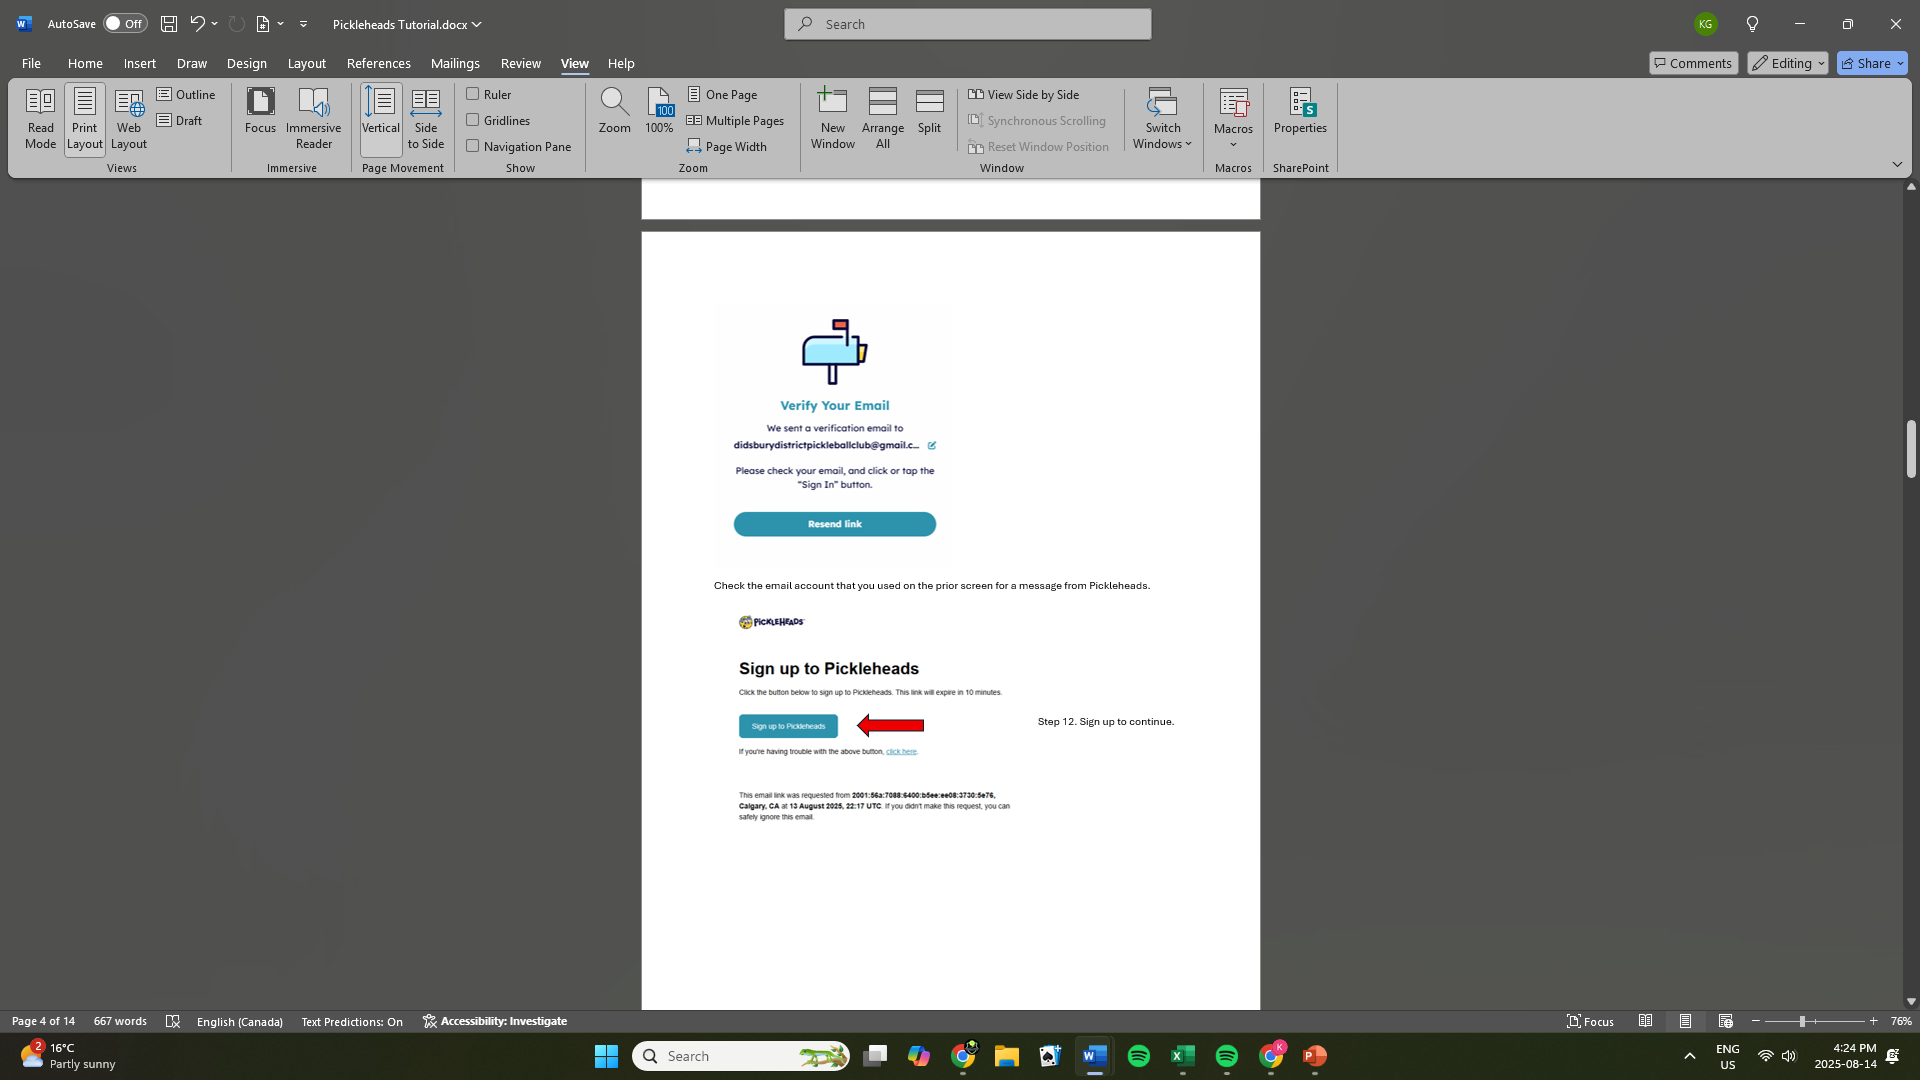 AutoSave Off Pickleheads Tutorial.docx Search KG
File Home Insert Draw Design Layout References Mailings Review View Help Comments Editing Share
Read Mode
Print Layout
Web Layout
Outline
Draft
Views
Focus
Immersive Reader
Immersive
Vertical
Side to Side
Page Movement
Ruler
Gridlines
Navigation Pane
Show
Zoom
100
100%
One Page
Multiple Pages
Page Width
Zoom
New Window
Arrange All
Split
View Side by Side
Synchronous Scrolling
Reset Window Position
Switch Windows
Window
Macros
Macros
S
Properties
SharePoint
Verify Your Email
We sent a verification email to
didsburydistrictpickleballclub@gmail.c...
Please check your email, and click or tap the
"Sign In" button.
Resend link
Check the email account that you used on the prior screen for a message from Pickleheads.
PICKLEHEADS
Sign up to Pickleheads
Click the button below to sign up to Pickleheads. This link will expire in 10 minutes.
Sign up to Pickleheads
Step 12. Sign up to continue.
If you're having trouble with the above button, click here.
This email link was requested from 2001:56a:7088:6400:b5ee:ee08:3730:5e76,
Calgary, CA at 13 August 2025, 22:17 UTC. If you didn't make this request, you can
safely ignore this email.
Page 4 of 14 667 words English (Canada) Text Predictions: On Accessibility: Investigate Focus 76%
2
16°C
Partly sunny
Search
K
ENG
US
4:24 PM
2025-08-14